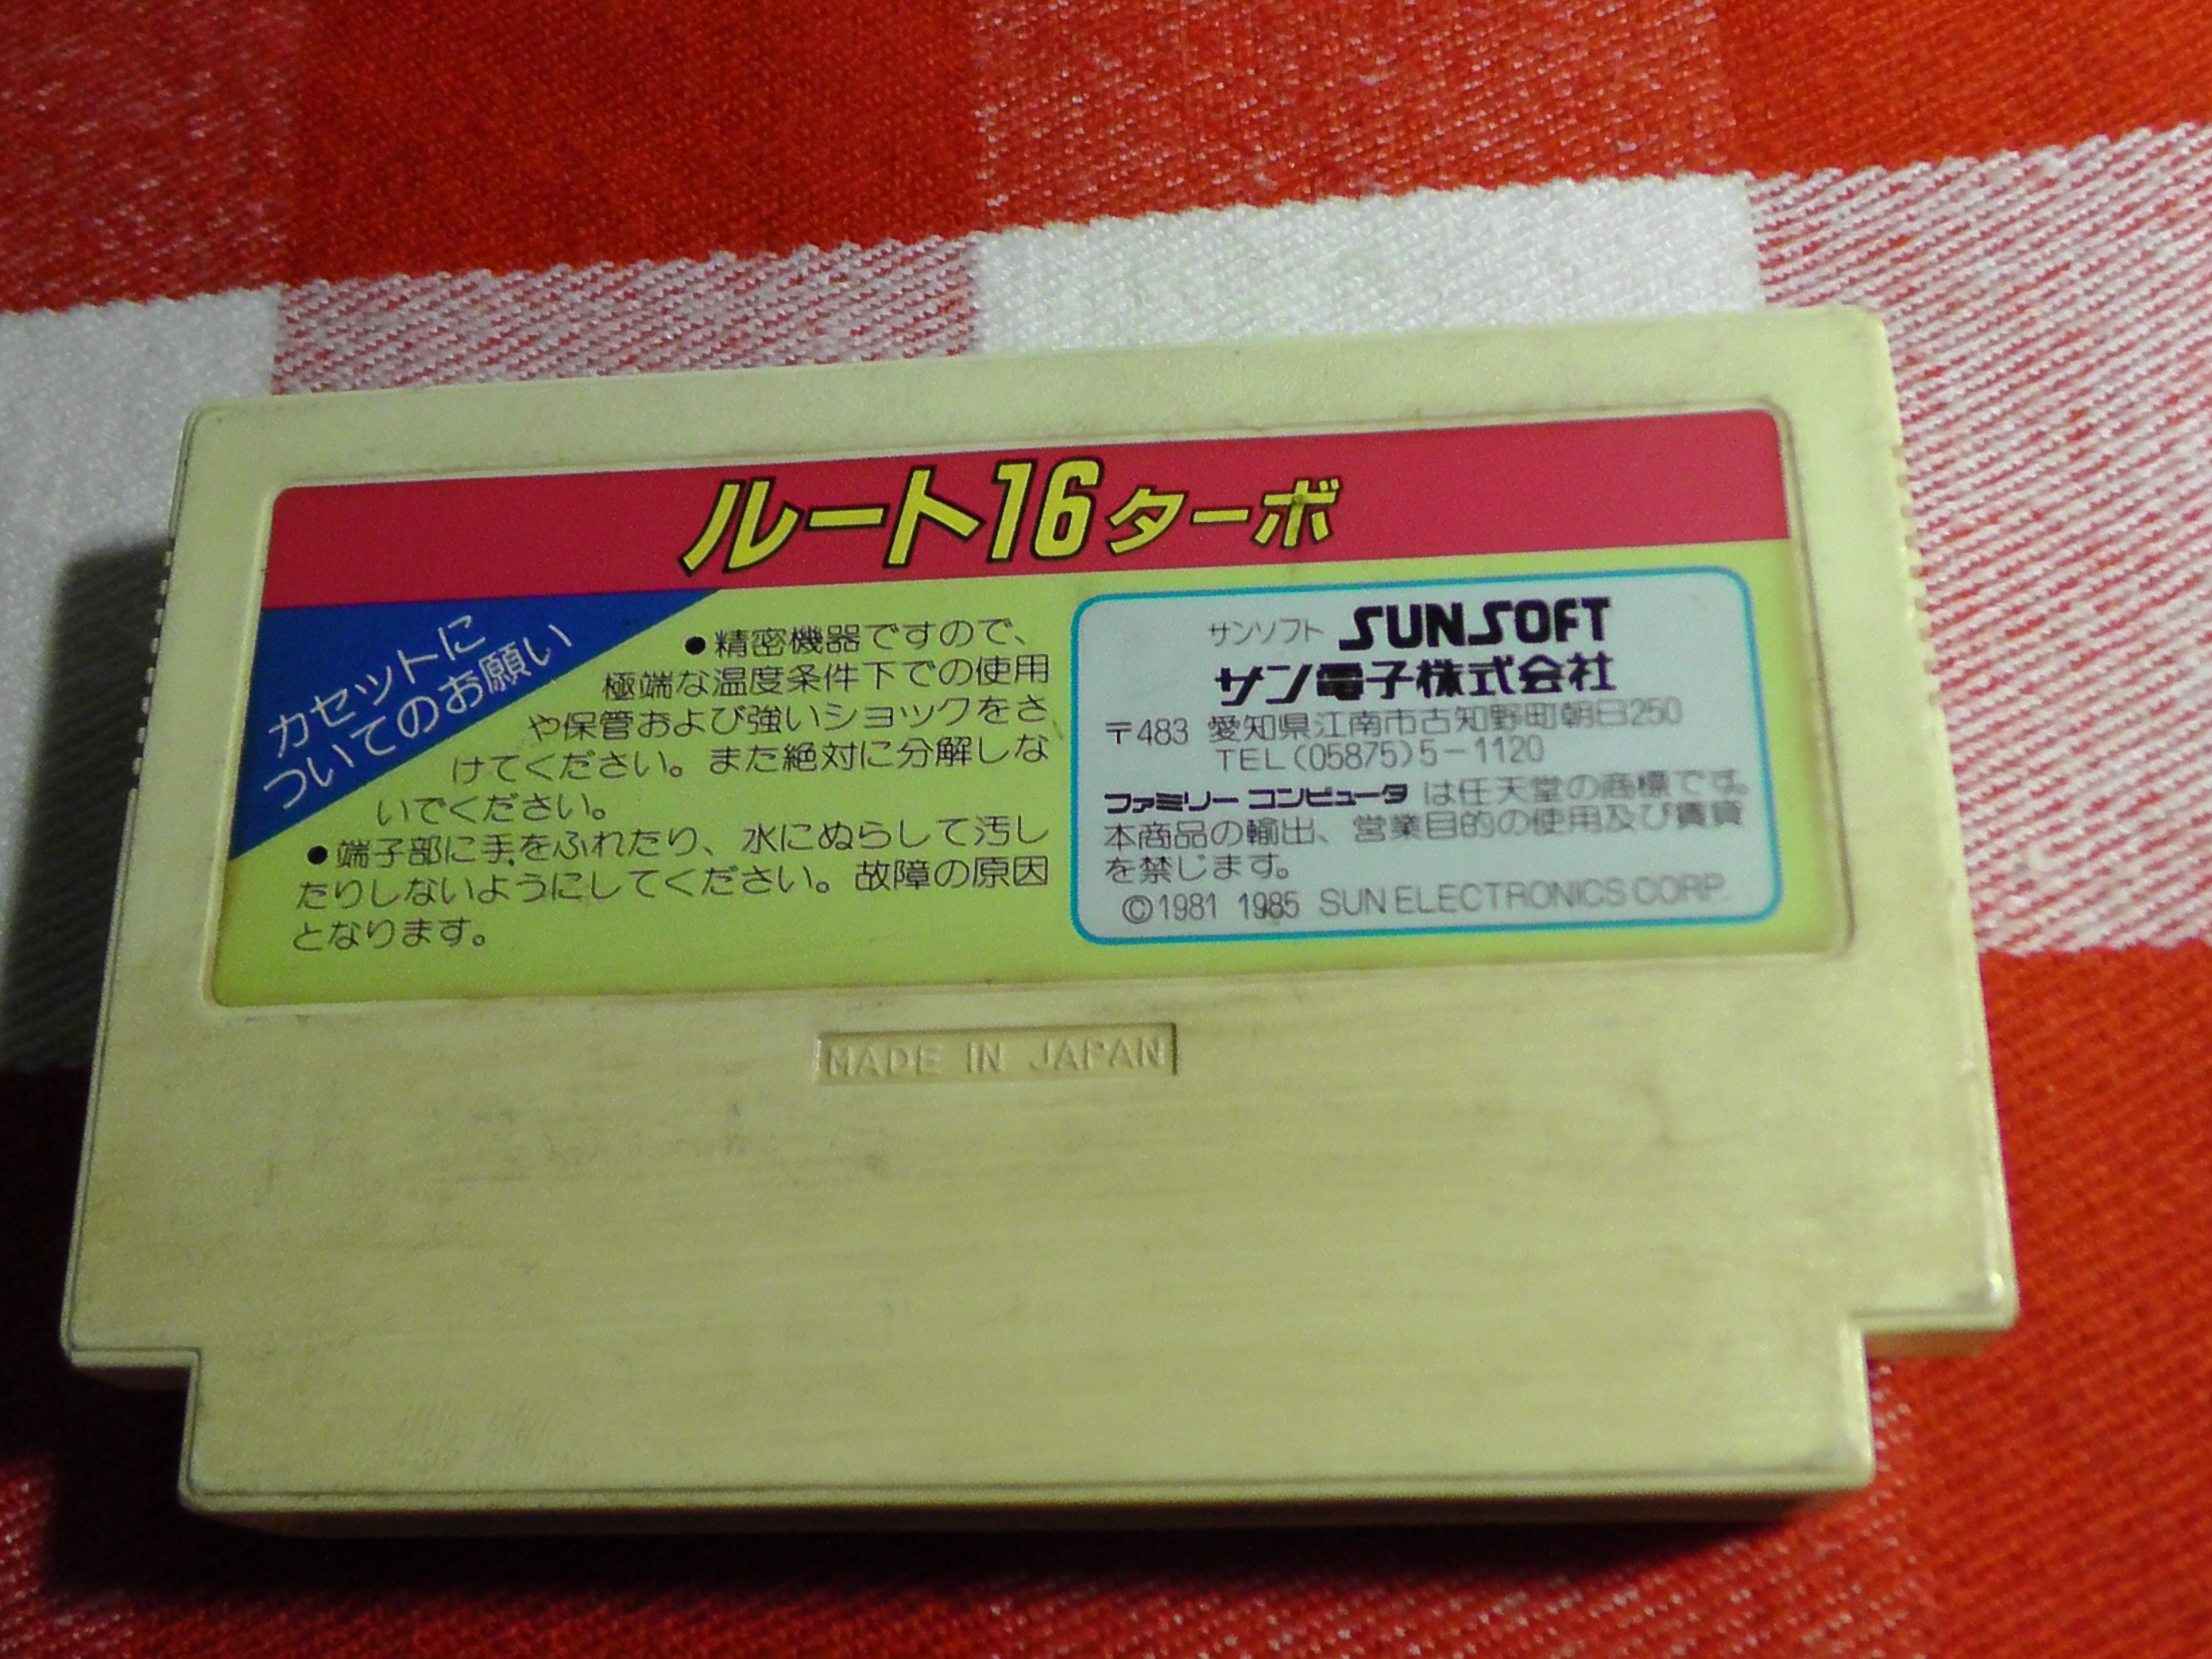 ルート16ターボ
カセットに
ついてのお願い
●精密機器ですので、
極端な温度条件下での使用
や保管および強いショックをさ
けてください。また絶対に分解しな
いでください。
●端子部に手をふれたり、水にぬらして汚し
たりしないようにしてください。故障の原因
となります。
サンソフト SUNSOFT
サン電子株式会社
〒483 愛知県江南市古知野町朝日250
TEL(05875)5-1120
ファミリーコンピュータは任天堂の商標です。
本商品の輸出、営業目的の使用及び賃貸
を禁じます。
©1981 1985 SUN ELECTRONICS CORP.
MADE IN JAPAN